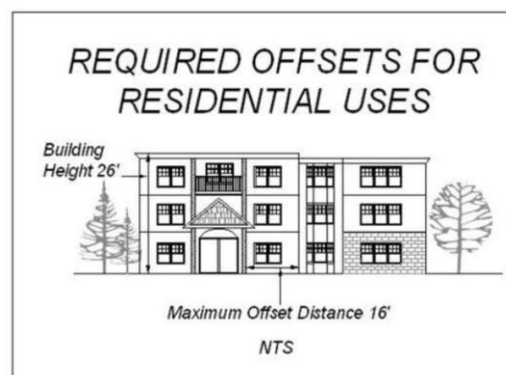 REQUIRED OFFSETS FOR
RESIDENTIAL USES
Building
Height 26'
Maximum Offset Distance 16'
NTS